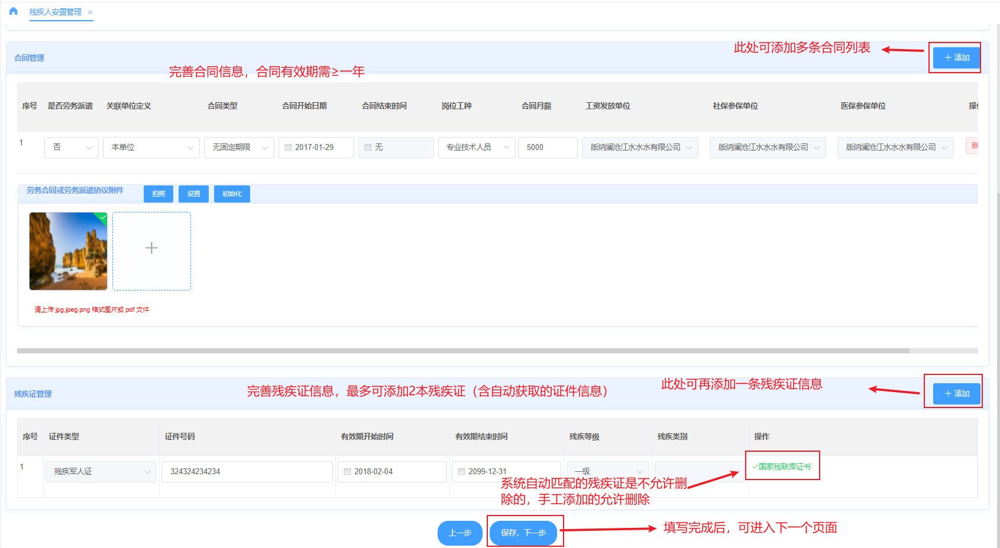 残疾人安置管理 ×
合同管理
完善合同信息，合同有效期需≥一年
此处可添加多条合同列表
+ 添加
序号 是否劳务派遣 关联单位定义 合同类型 合同开始日期 合同结束时间 岗位工种 合同月薪 工资发放单位 社保参保单位 医保参保单位
1 否 本单位 无固定期限 2017-01-29 无 专业技术人员 5000 版纳澜沧江水水水有限公司 版纳澜沧江水水水有限公司 版纳澜沧江水水水有限公司 删
劳务合同或劳务派遣协议附件 拍照 设置 初始化
请上传 jpg,jpeg,png 格式图片或 pdf 文件
残疾证管理
完善残疾证信息，最多可添加2本残疾证（含自动获取的证件信息）
此处可再添加一条残疾证信息
+ 添加
序号 证件类型 证件号码 有效期开始时间 有效期结束时间 残疾等级 残疾类别 操作
1 残疾军人证 324324234234 2018-02-04 2099-12-31 一级 国家残联库证书
系统自动匹配的残疾证是不允许删
除的，手工添加的允许删除
上一步 保存，下一步 填写完成后，可进入下一个页面